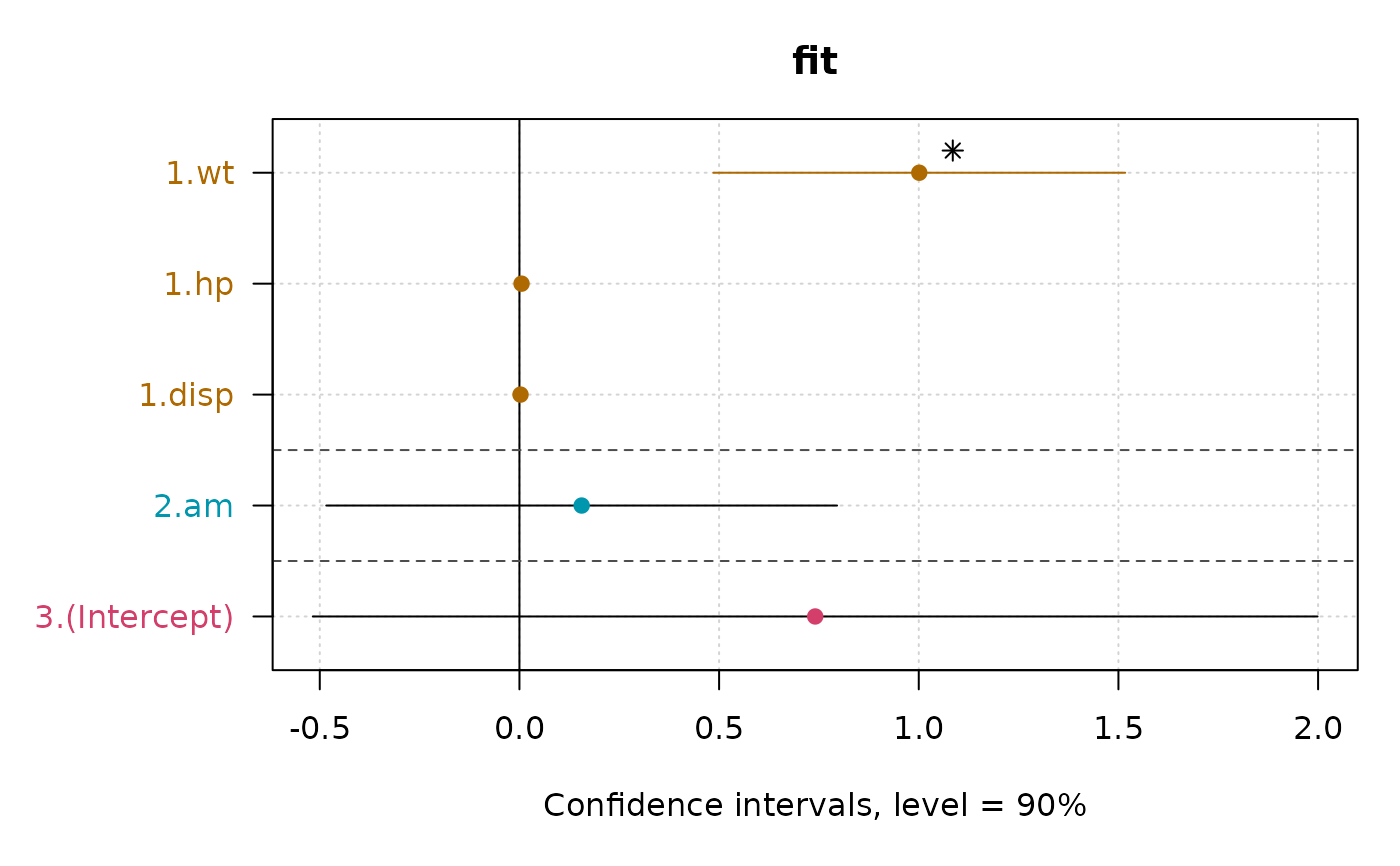 fit
1.wt
*
1.hp
1.disp
2.am
3.(Intercept)
-0.5 0.0 0.5 1.0 1.5 2.0
Confidence intervals, level = 90%